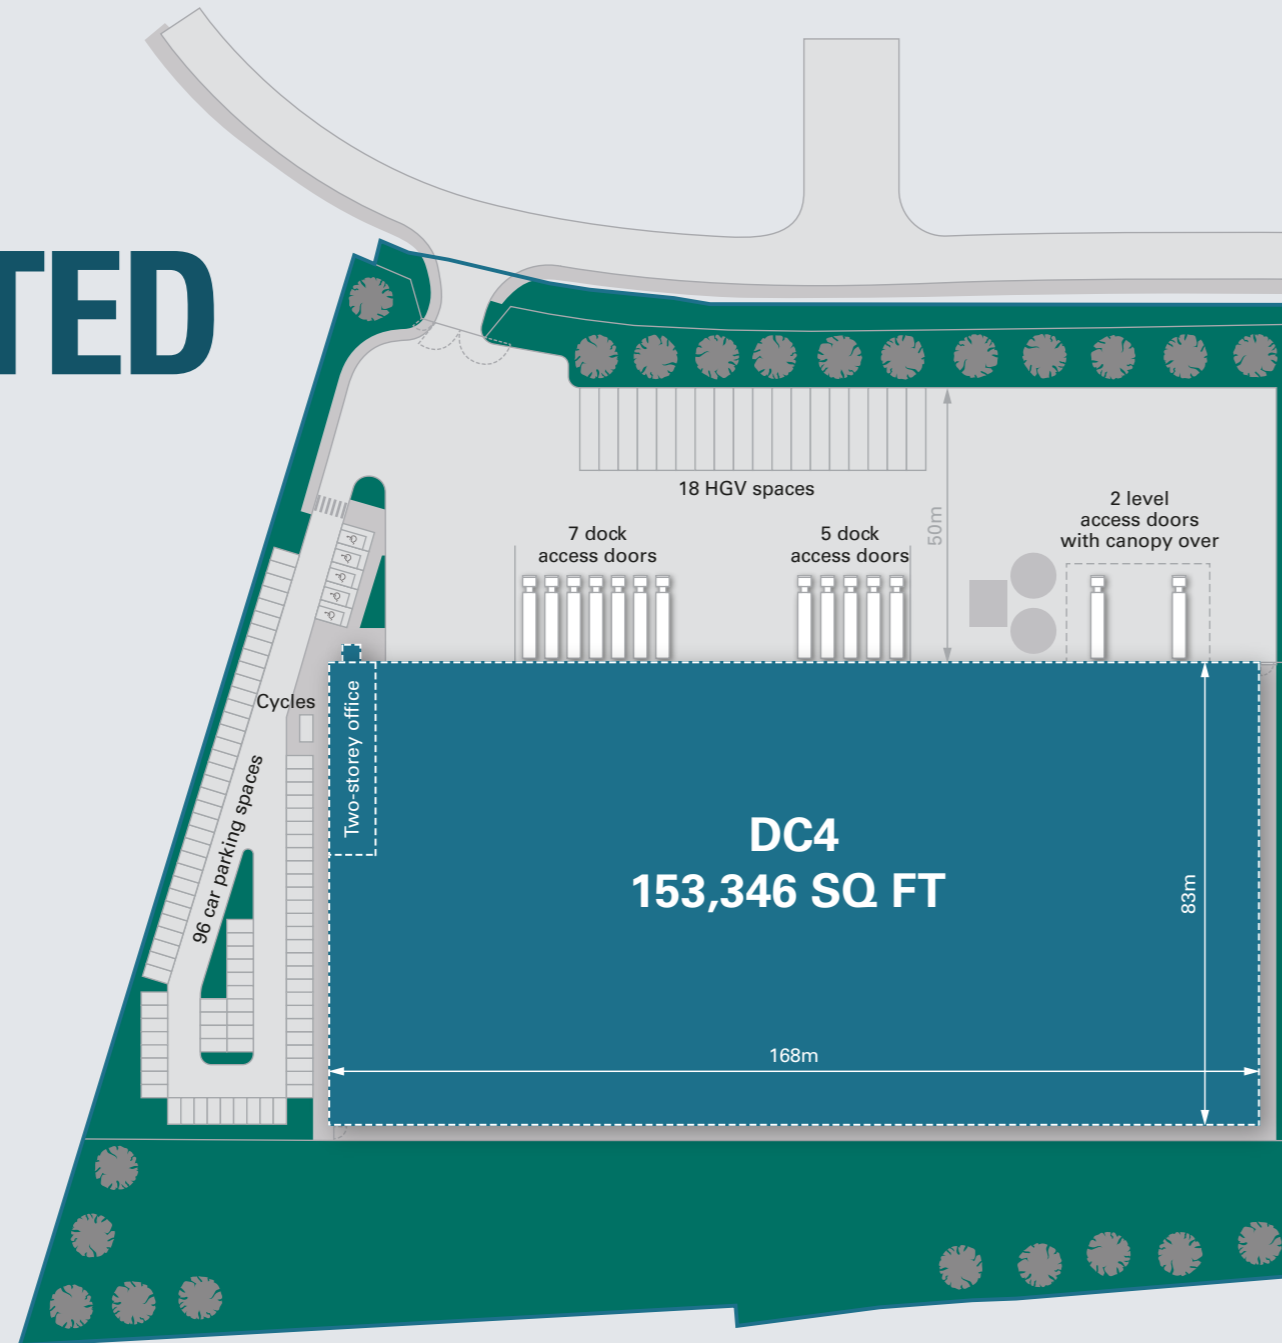 TED
18 HGV spaces
7 dock
access doors
5 dock
access doors
50m
2 level
access doors
with canopy over
Cycles
Two-storey office
96 car parking spaces
DC4
153,346 SQ FT
83m
168m